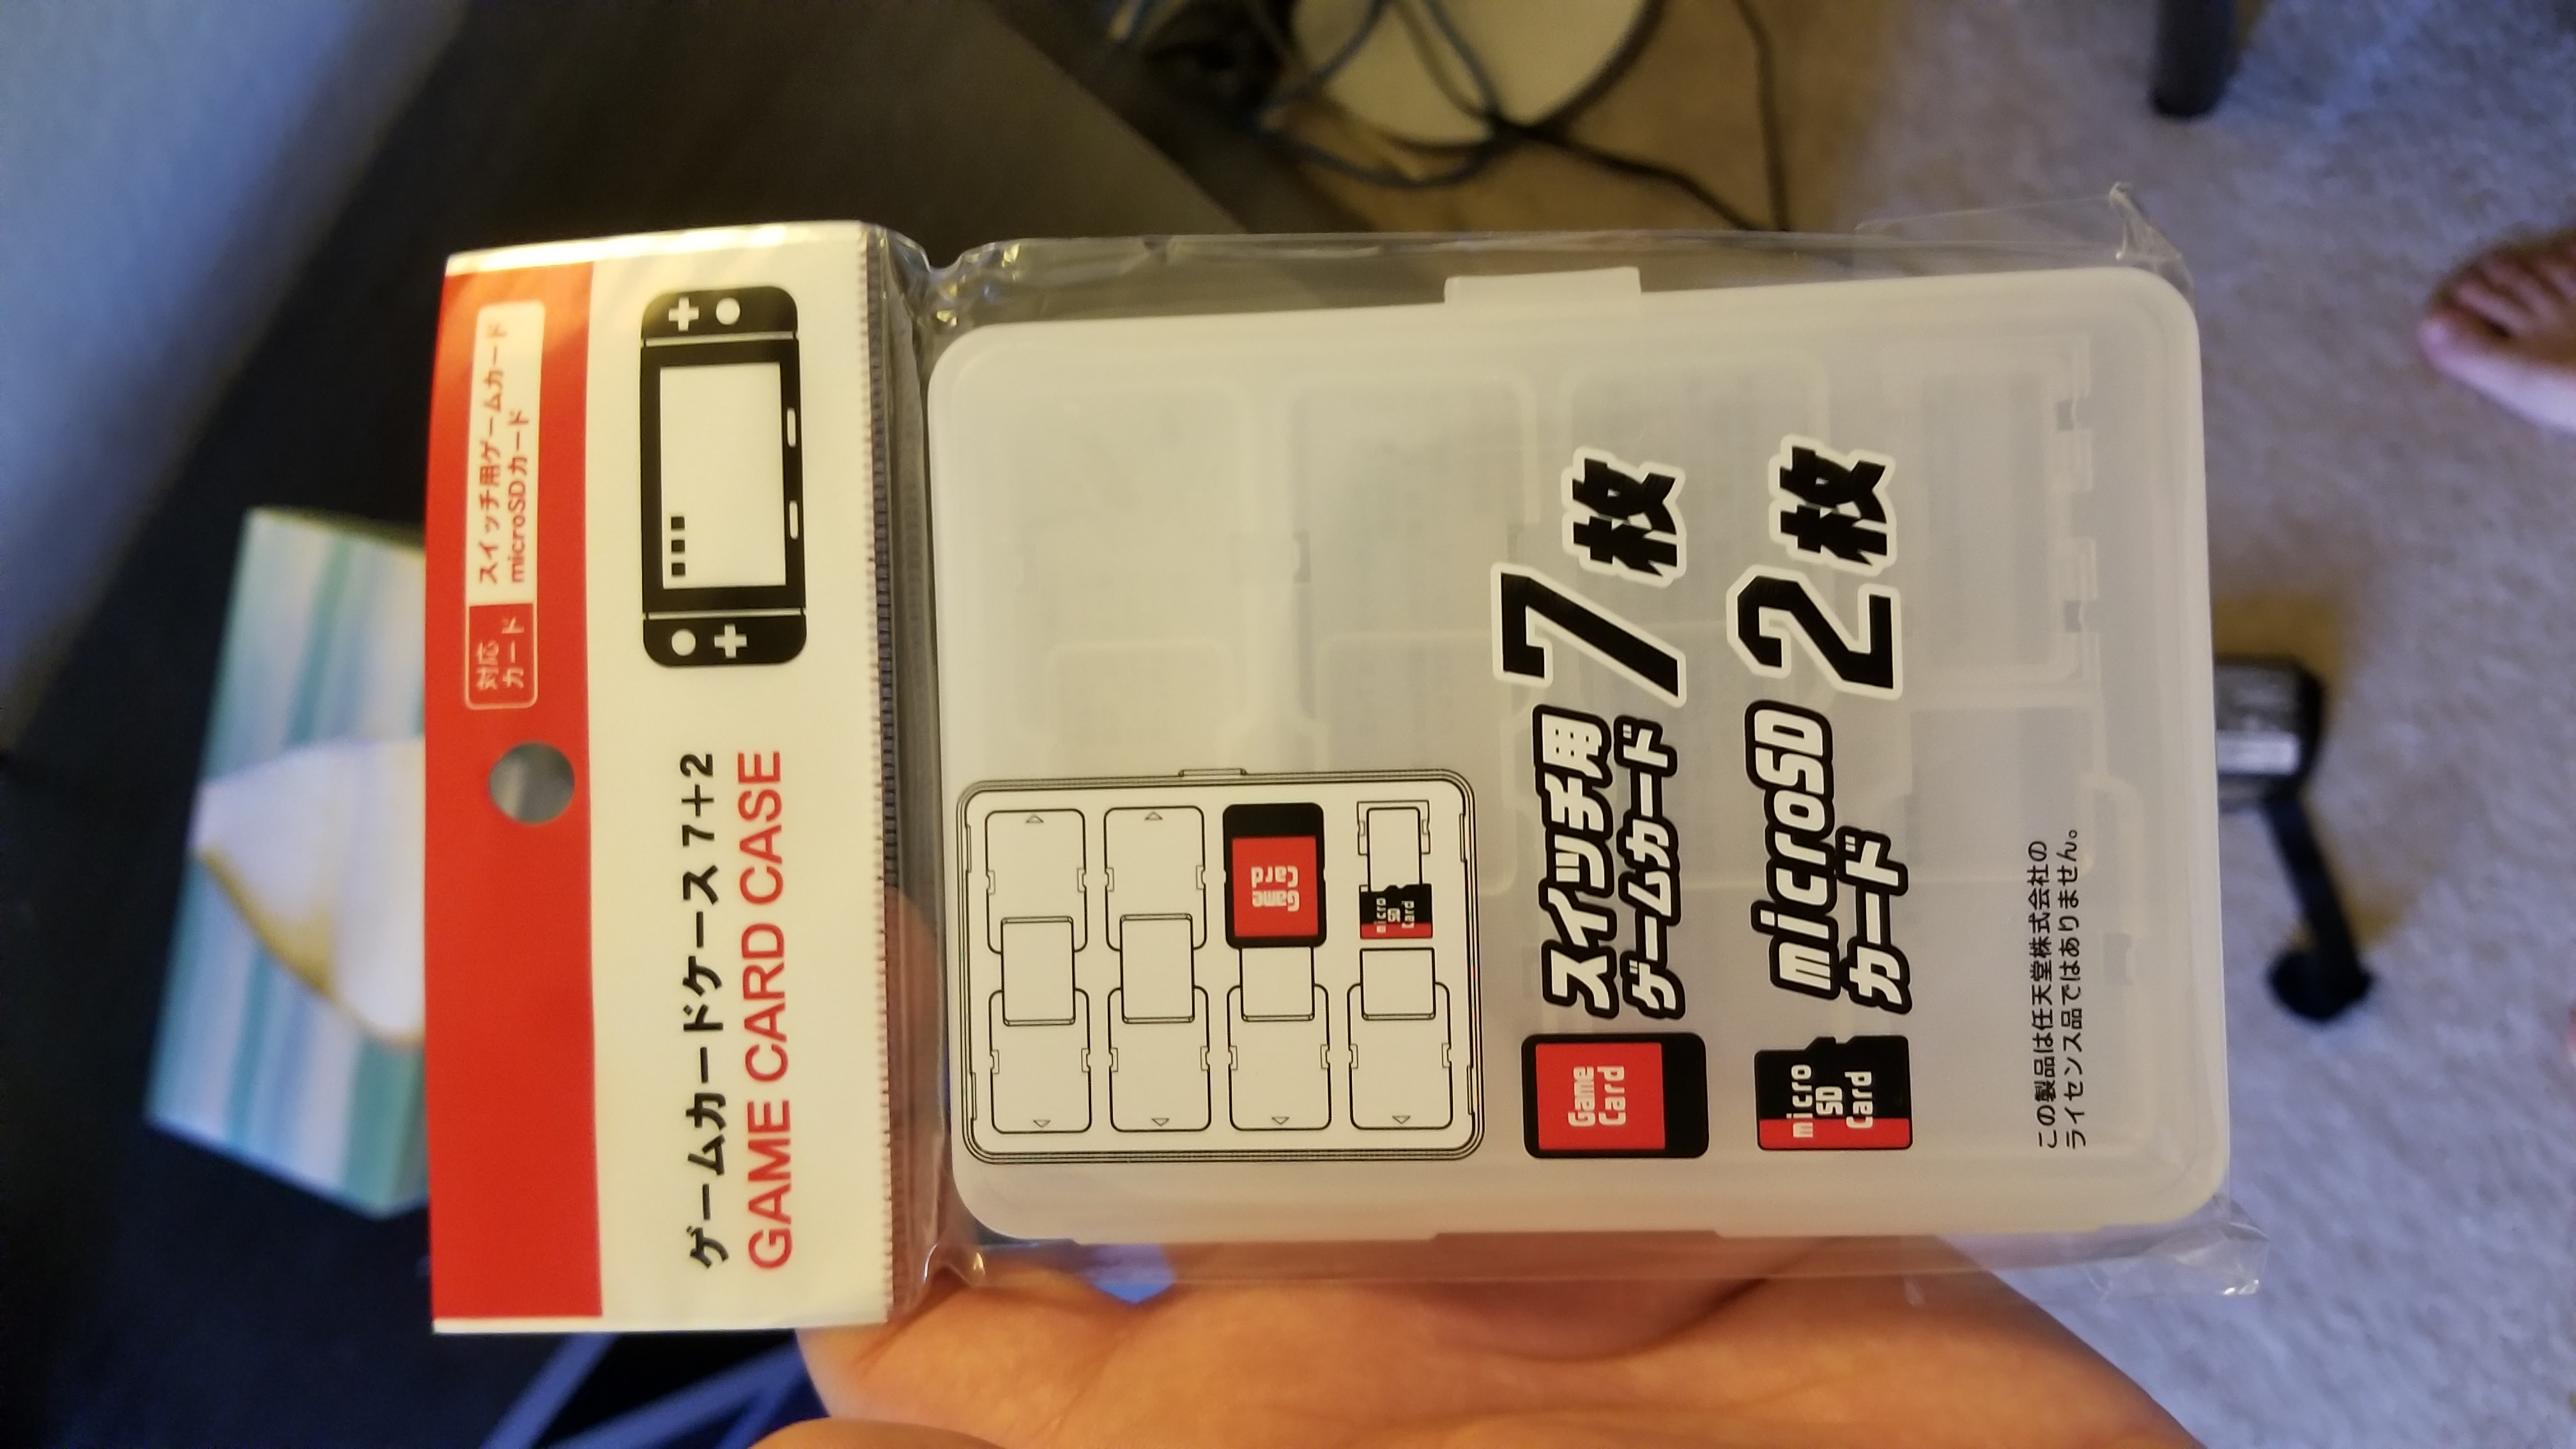 対応
カード
スイッチ用ゲームカード
microSDカード
ゲームカードケース 7+2
GAME CARD CASE
Game
Card
micro
SD
Card
Game
Card
スイッチ用
ゲームカード
7枚
micro
SD
Card
microSD
カード
2枚
この製品は任天堂株式会社の
ライセンス品ではありません。